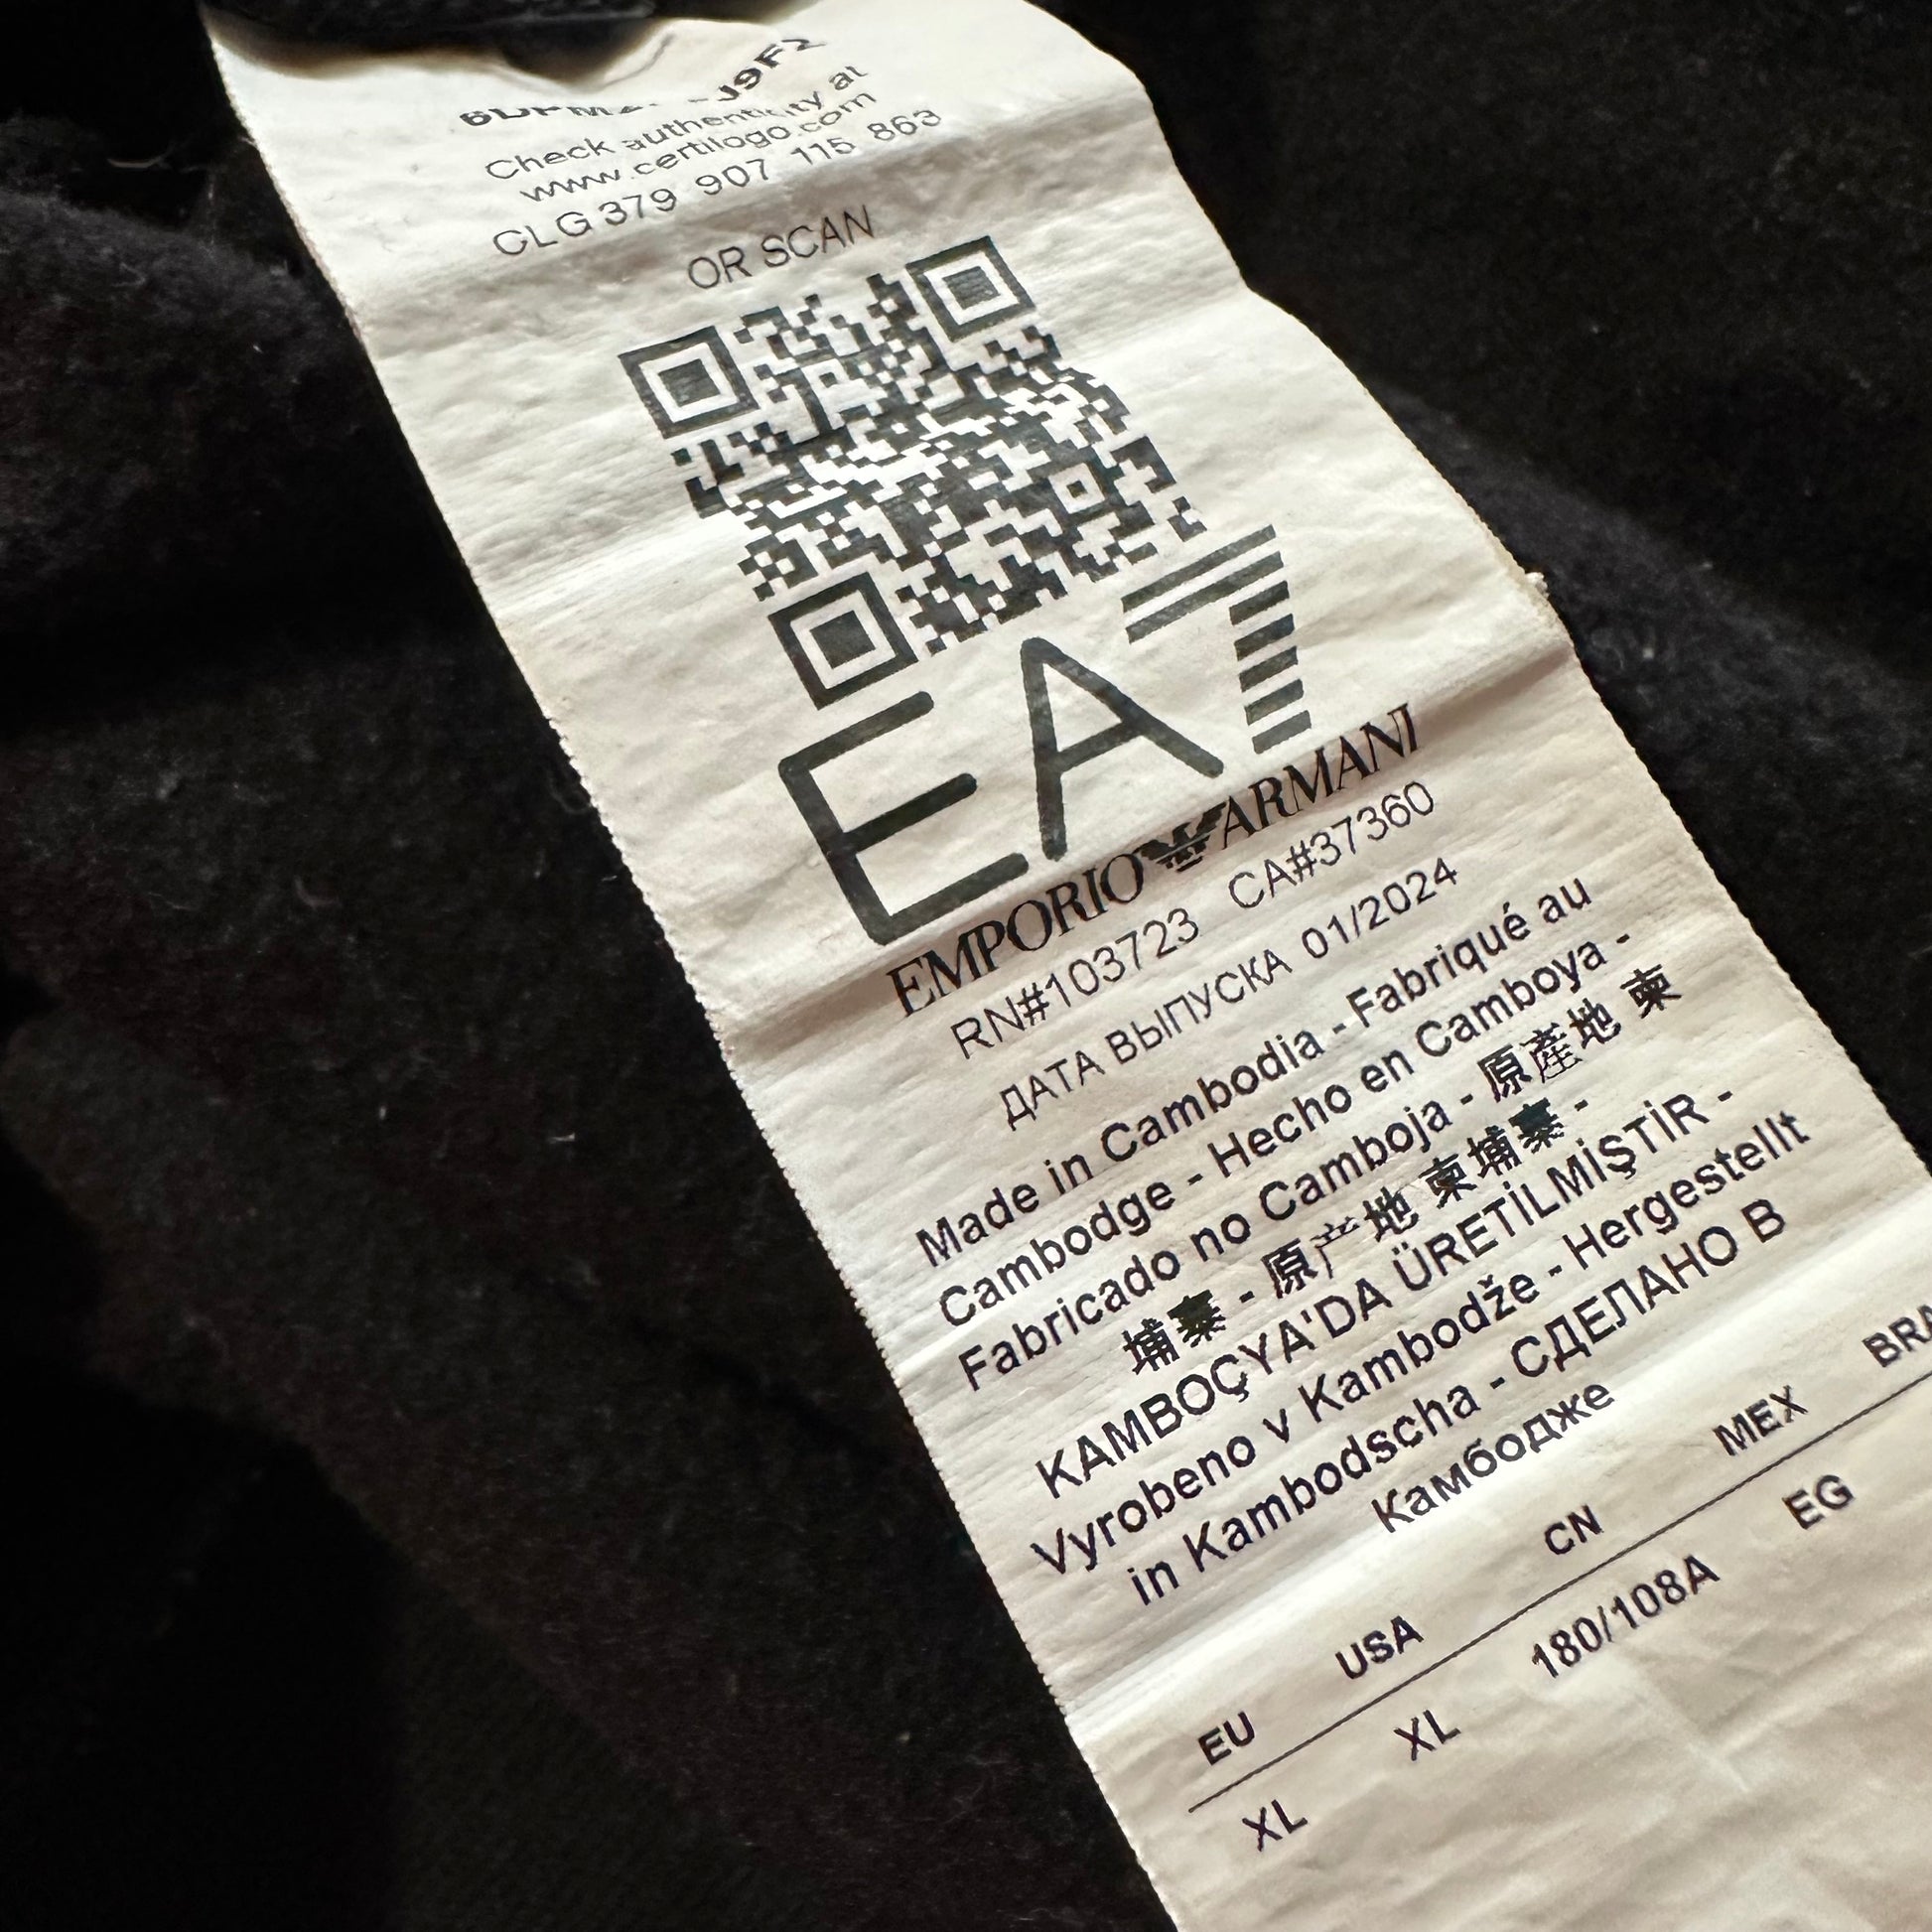 Check authenticity at
www.certilogo.com
CLG 379 907 115 863
OR SCAN
EA7
EMPORIO ARMANI
RN#103723 CA#37360
ДАТА ВЫПУСКА 01/2024
Made in Cambodia - Fabriqué au
Cambodge - Hecho en Camboya -
Fabricado no Camboja - 原產地 柬
埔寨 - 原产地 柬埔寨 -
KAMBOÇYA'DA ÜRETİLMİŞTİR -
Vyrobeno v Kambodže - Hergestellt
in Kambodscha - СДЕЛАНО В
Камбодже
EU USA CN MEX
XL XL 180/108A EG